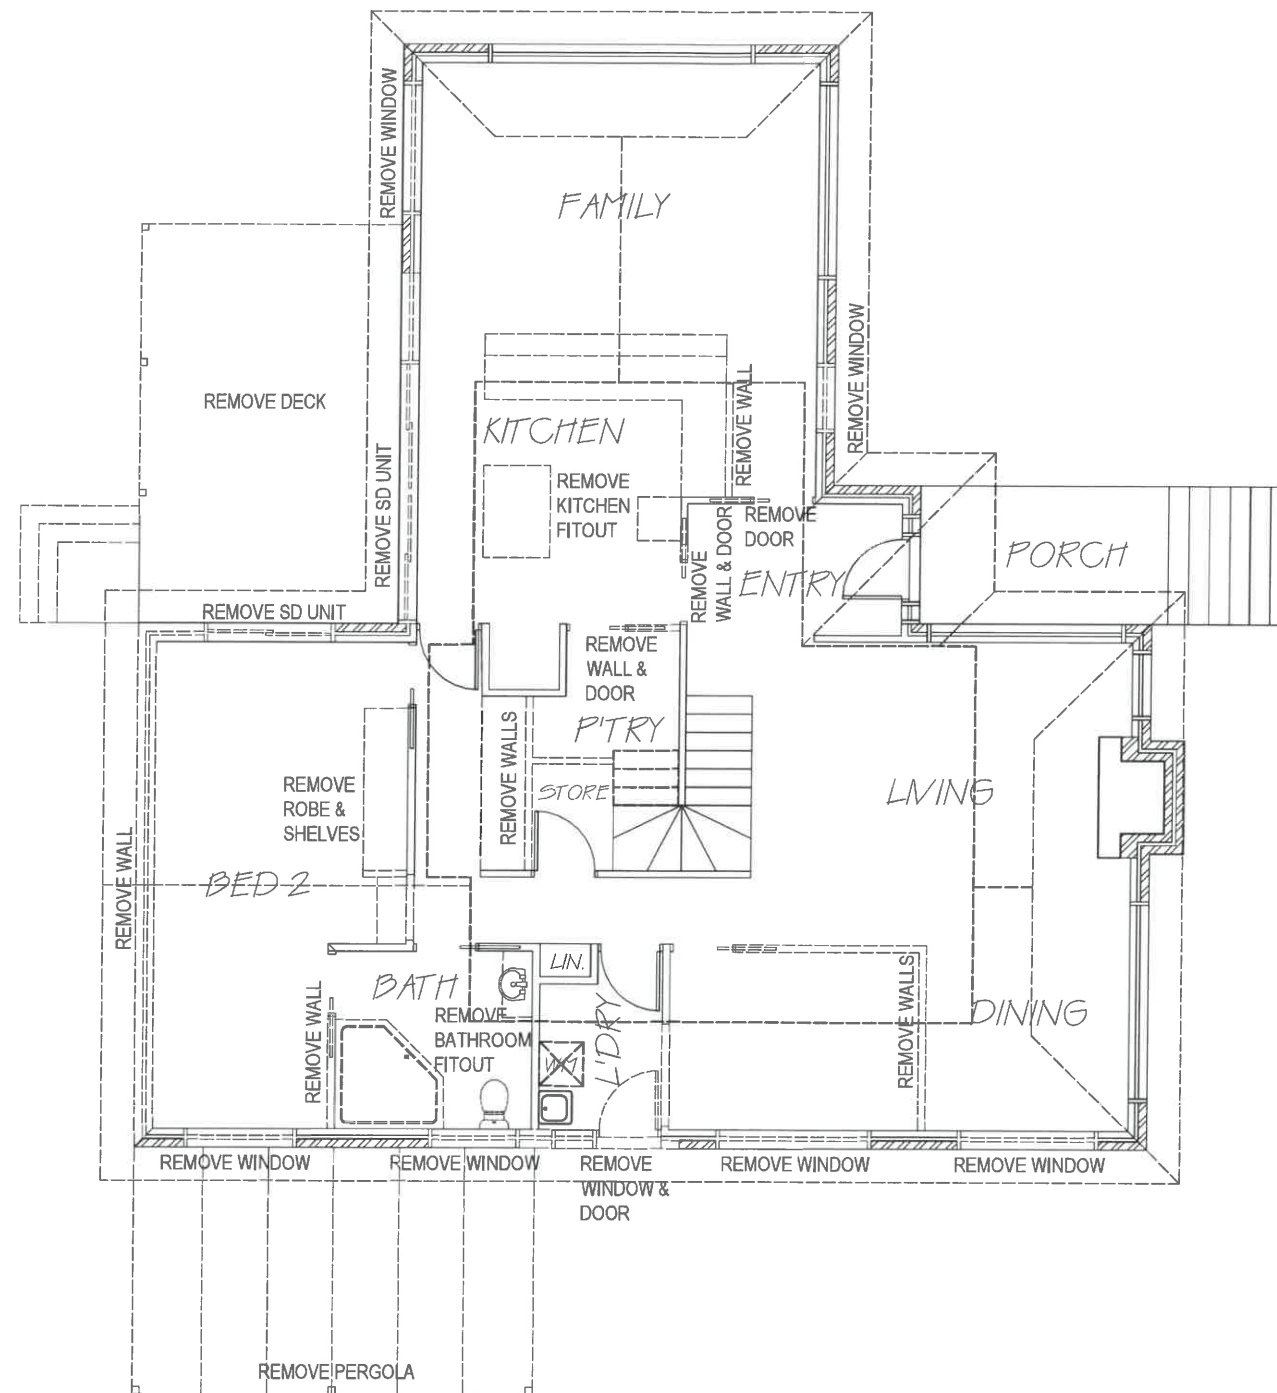 REMOVE WINDOW
FAMILY
REMOVE WINDOW
REMOVE DECK
REMOVE WALL
KITCHEN
REMOVE SD UNIT
REMOVE
KITCHEN
FITOUT
REMOVE
DOOR
REMOVE
WALL & DOOR
ENTRY
PORCH
REMOVE SD UNIT
REMOVE
WALL &
DOOR
P'TRY
REMOVE WALLS
STORE
REMOVE
ROBE &
SHELVES
LIVING
REMOVE WALL
BED 2
LIN.
BATH
REMOVE WALL
REMOVE
BATHROOM
FITOUT
L'DRY
WM
REMOVE WALLS
DINING
REMOVE WINDOW
REMOVE WINDOW
REMOVE
WINDOW &
DOOR
REMOVE WINDOW
REMOVE WINDOW
REMOVE PERGOLA